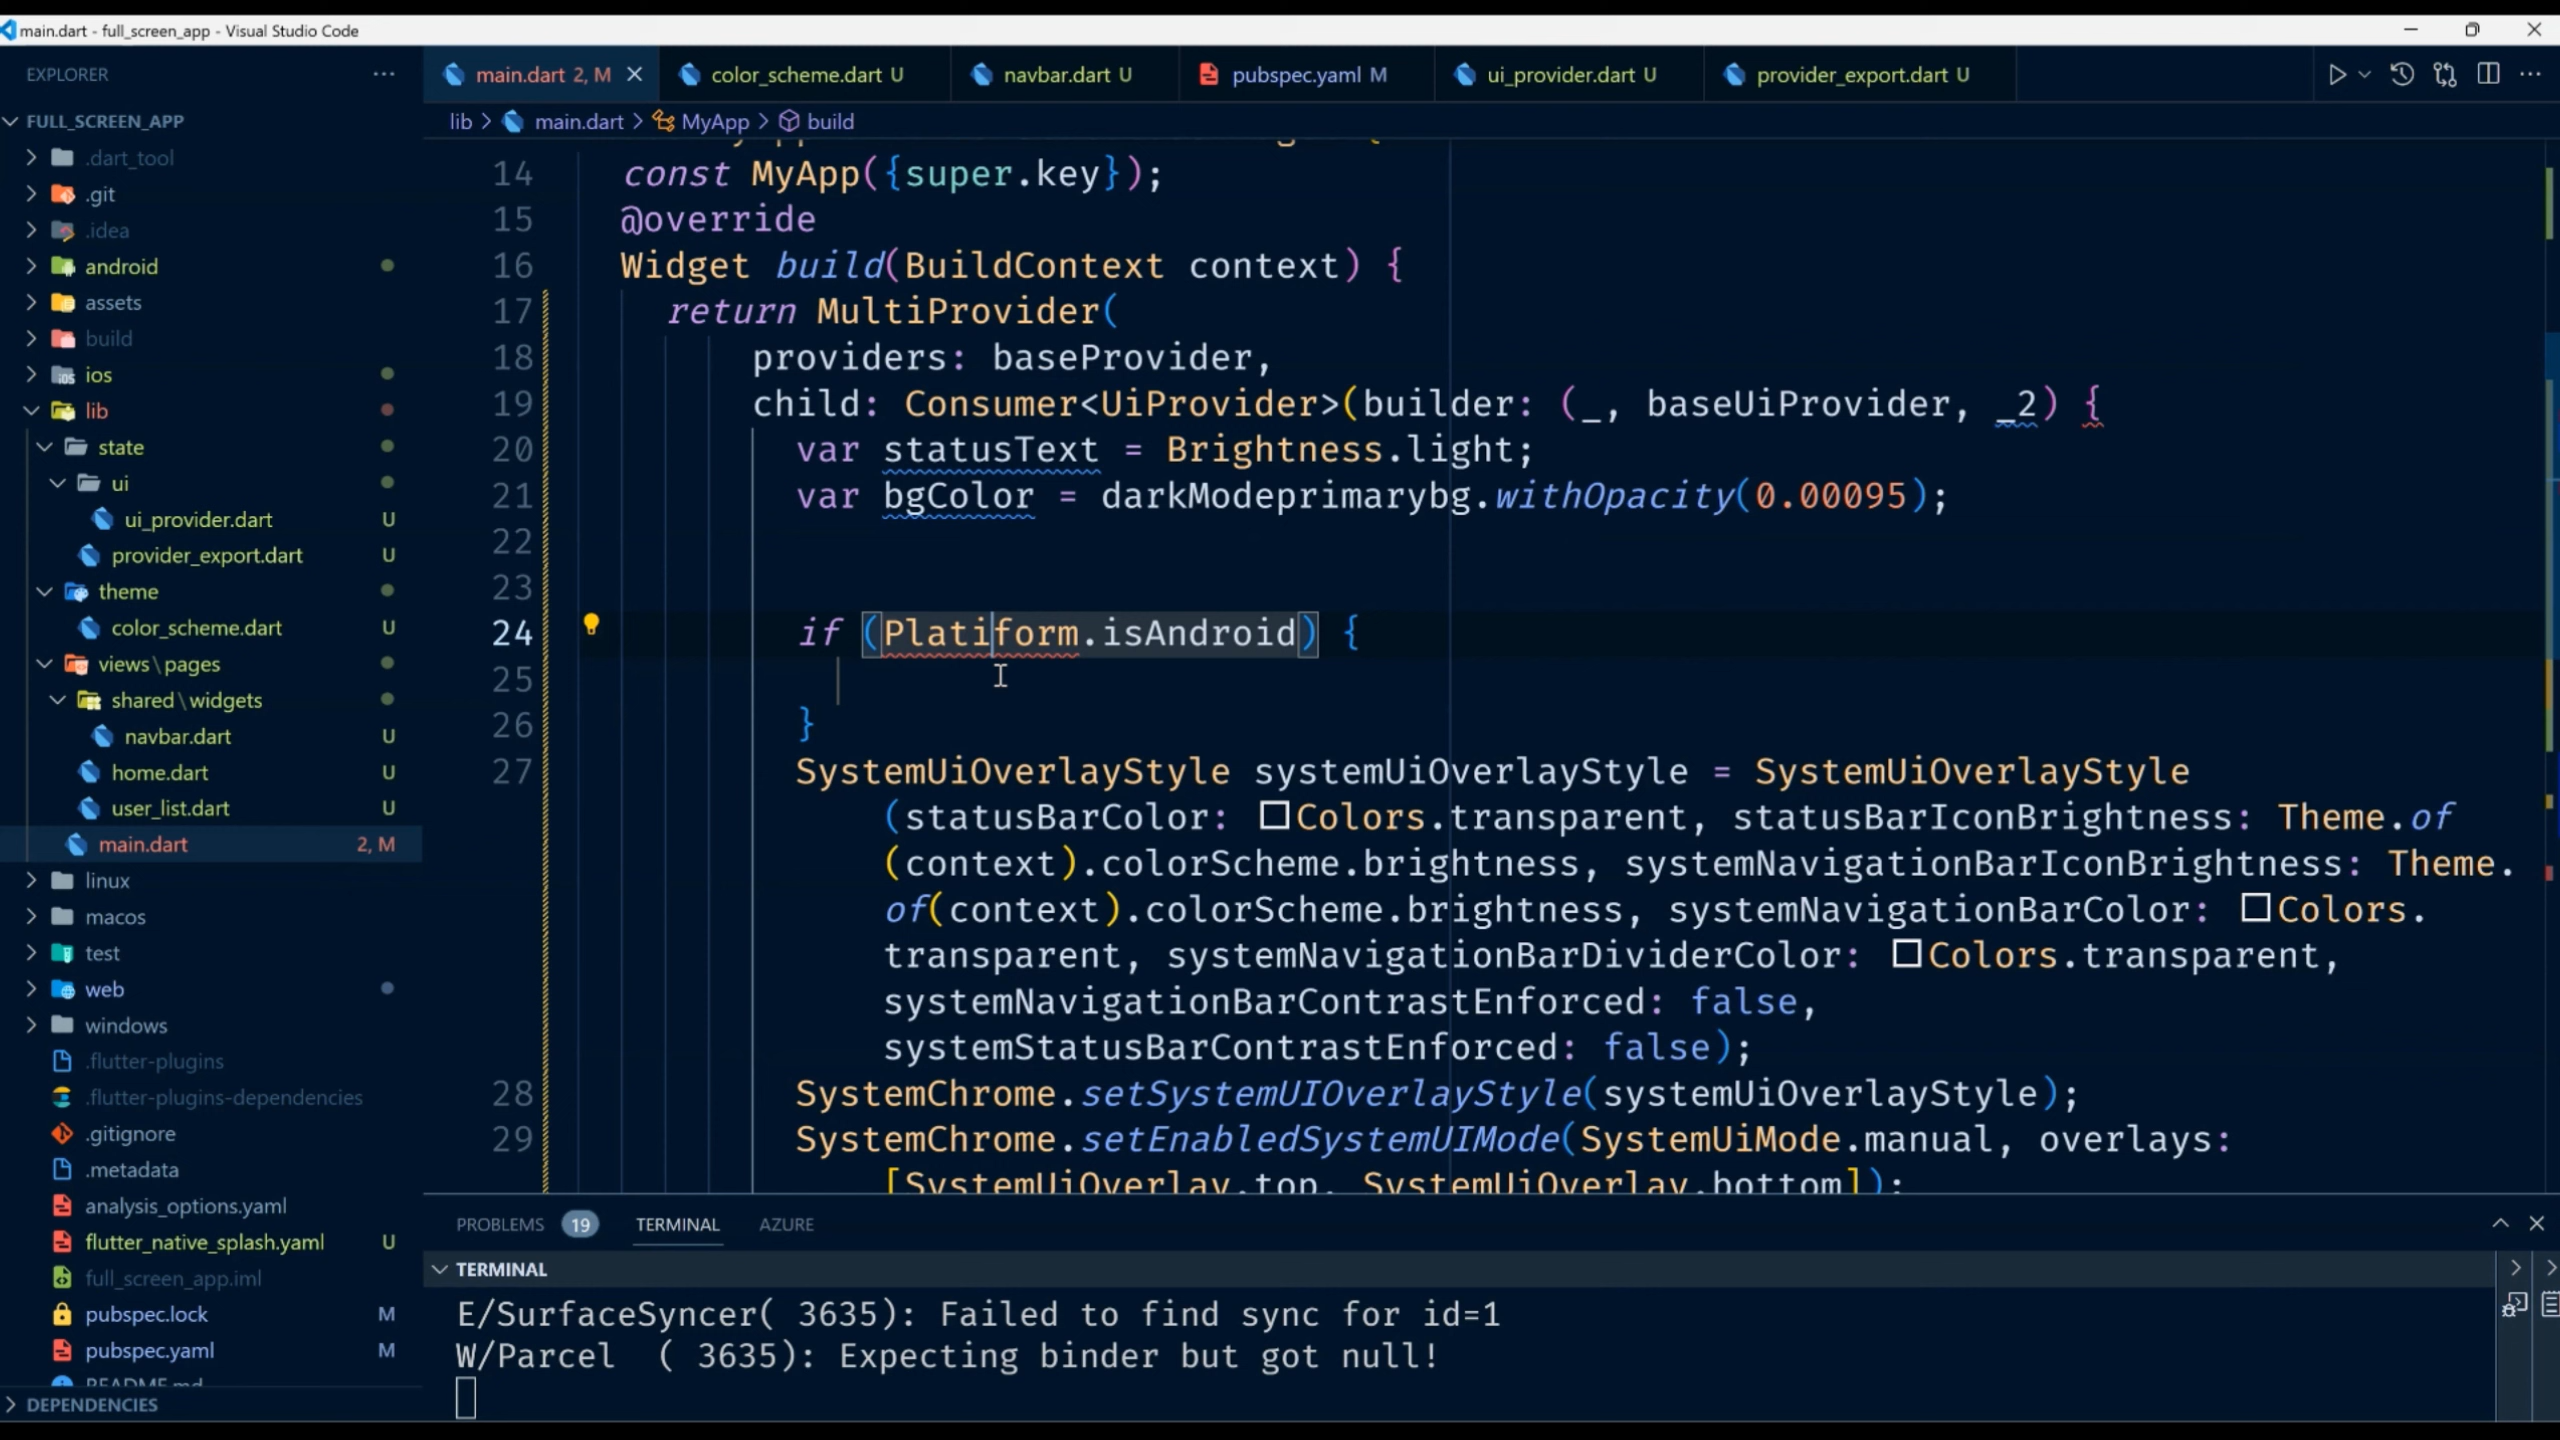 main.dart - full_screen_app - Visual Studio Code
EXPLORER
main.dart 2, M
color_scheme.dart U
navbar.dart U
pubspec.yaml M
ui_provider.dart U
provider_export.dart U
lib > main.dart > MyApp > build
FULL_SCREEN_APP
.dart_tool
.git
.idea
android
assets
build
ios
lib
state
ui
ui_provider.dart U
provider_export.dart U
theme
color_scheme.dart U
views\pages
shared\widgets
navbar.dart U
home.dart U
user_list.dart U
main.dart 2, M
linux
macos
test
web
windows
.flutter-plugins
.flutter-plugins-dependencies
.gitignore
.metadata
analysis_options.yaml
flutter_native_splash.yaml U
full_screen_app.iml
pubspec.lock M
pubspec.yaml M
README.md
DEPENDENCIES
14 const MyApp({super.key});
15 @override
16 Widget build(BuildContext context) {
17 return MultiProvider(
18 providers: baseProvider,
19 child: Consumer<UiProvider>(builder: (_, baseUiProvider, _2) {
20 var statusText = Brightness.light;
21 var bgColor = darkModeprimarybg.withOpacity(0.00095);
22
23
24 if (Platiform.isAndroid) {
25
26 }
27 SystemUiOverlayStyle systemUiOverlayStyle = SystemUiOverlayStyle
(statusBarColor: Colors.transparent, statusBarIconBrightness: Theme.of
(context).colorScheme.brightness, systemNavigationBarIconBrightness: Theme.
of(context).colorScheme.brightness, systemNavigationBarColor: Colors.
transparent, systemNavigationBarDividerColor: Colors.transparent,
systemNavigationBarContrastEnforced: false,
systemStatusBarContrastEnforced: false);
28 SystemChrome.setSystemUIOverlayStyle(systemUiOverlayStyle);
29 SystemChrome.setEnabledSystemUIMode(SystemUiMode.manual, overlays:
[SystemUiOverlay.top, SystemUiOverlay.bottom]);
PROBLEMS 19 TERMINAL AZURE
TERMINAL
E/SurfaceSyncer( 3635): Failed to find sync for id=1
W/Parcel ( 3635): Expecting binder but got null!